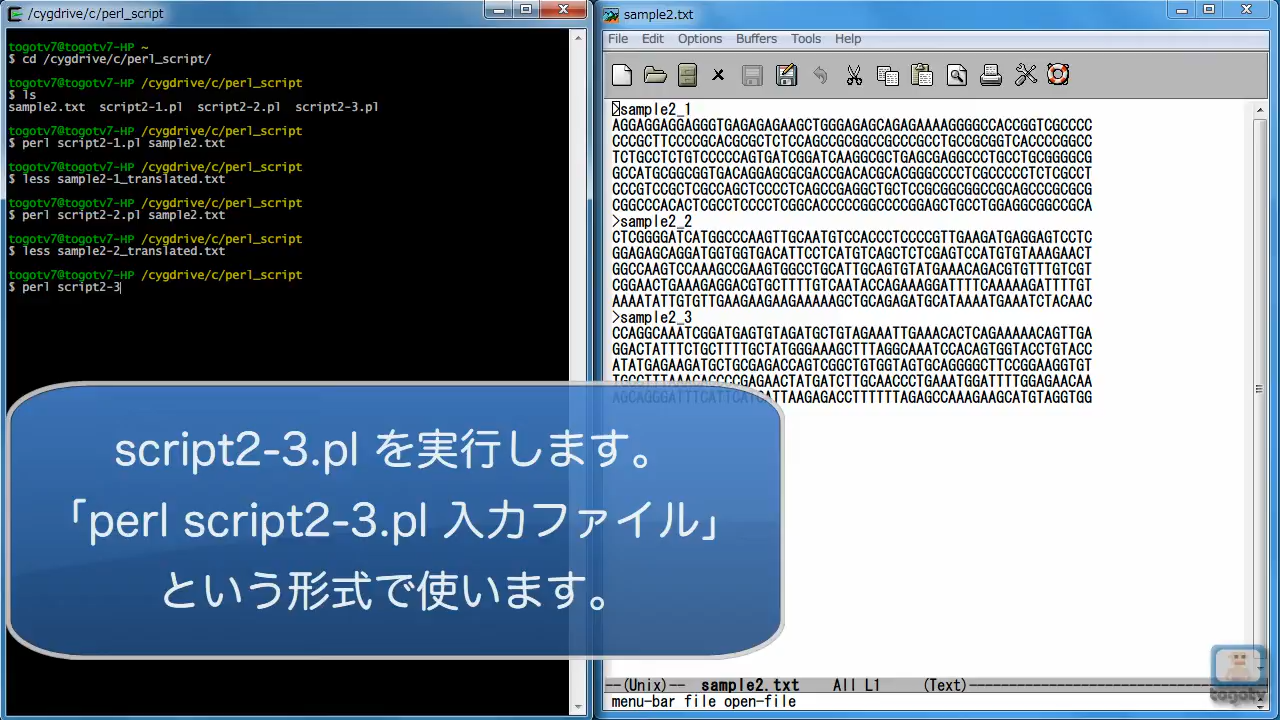 /cygdrive/c/perl_script
togotv7@togotv7-HP ~
$ cd /cygdrive/c/perl_script/
togotv7@togotv7-HP /cygdrive/c/perl_script
$ ls
sample2.txt script2-1.pl script2-2.pl script2-3.pl
togotv7@togotv7-HP /cygdrive/c/perl_script
$ perl script2-1.pl sample2.txt
togotv7@togotv7-HP /cygdrive/c/perl_script
$ less sample2-1_translated.txt
togotv7@togotv7-HP /cygdrive/c/perl_script
$ perl script2-2.pl sample2.txt
togotv7@togotv7-HP /cygdrive/c/perl_script
$ less sample2-2_translated.txt
togotv7@togotv7-HP /cygdrive/c/perl_script
$ perl script2-3
sample2.txt
File Edit Options Buffers Tools Help
>sample2_1
AGGAGGAGGAGGGTGAGAGAGAAGCTGGGAGAGCAGAGAAAAGGGGCCACCGGTCGCCCC
CCCGCTTCCCCGCACGCGCTCTCCAGCCGCGGCCGCCCGCCTGCCGCGGTCACCCCGGCC
TCTGCCTCTGTCCCCCAGTGATCGGATCAAGGCGCTGAGCGAGGCCCTGCCTGCGGGGCG
GCCATGCGGCGGTGACAGGAGCGCGACCGACACGCACGGGCCCCTCGCCCCCTCTCGCCT
CCCGTCCGCTCGCCAGCTCCCCTCAGCCGAGGCTGCTCCGCGGCGGCCGCAGCCCGCGCG
CGGCCCACACTCGCCTCCCCTCGGCACCCCCGGCCCCGGAGCTGCCTGGAGGCGGCCGCA
>sample2_2
CTCGGGGATCATGGCCCAAGTTGCAATGTCCACCCTCCCCGTTGAAGATGAGGAGTCCTC
GGAGAGCAGGATGGTGGTGACATTCCTCATGTCAGCTCTCGAGTCCATGTGTAAAGAACT
GGCCAAGTCCAAAGCCGAAGTGGCCTGCATTGCAGTGTATGAAACAGACGTGTTTGTCGT
CGGAACTGAAAGAGGACGTGCTTTTGTCAATACCAGAAAGGATTTTCAAAAAGATTTTGT
AAAATATTGTGTTGAAGAAGAAGAAAAAGCTGCAGAGATGCATAAAATGAAATCTACAAC
>sample2_3
CCAGGCAAATCGGATGAGTGTAGATGCTGTAGAAATTGAAACACTCAGAAAAACAGTTGA
GGACTATTTCTGCTTTTGCTATGGGAAAGCTTTAGGCAAATCCACAGTGGTACCTGTACC
ATATGAGAAGATGCTGCGAGACCAGTCGGCTGTGGTAGTGCAGGGGCTTCCGGAAGGTGT
TGCCTTTAAACACCCCGAGAACTATGATCTTGCAACCCTGAAATGGATTTTGGAGAACAA
AGCAGGGATTTCATTCATCATTAAGAGACCTTTTTTAGAGCCAAAGAAGCATGTAGGTGG
script2-3.pl を実行します。
「perl script2-3.pl 入力ファイル」
という形式で使います。
--(Unix)-- sample2.txt All L1 (Text)
menu-bar file open-file
togotv